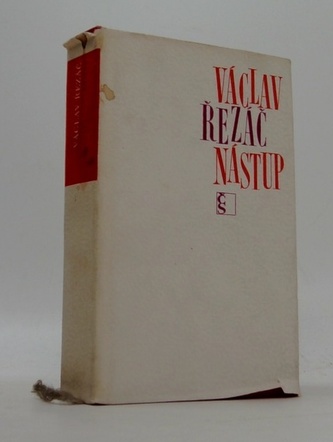 VÁCLAV
ŘEZÁČ
NÁSTUP
ČS
VÁCLAV ŘEZÁČ